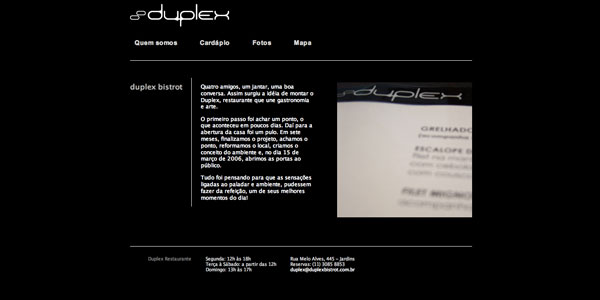 duplex
Quem somos
Cardápio
Fotos
Mapa
duplex bistrot
Quatro amigos, um jantar, uma boa
conversa. Assim surgiu a idéia de montar o
Duplex, restaurante que une gastronomia
e arte.
O primeiro passo foi achar um ponto, o
que aconteceu em poucos dias. Daí para a
abertura da casa foi um pulo. Em sete
meses, finalizamos o projeto, achamos o
ponto, reformamos o local, criamos o
conceito do ambiente e, no dia 15 de
março de 2006, abrimos as portas ao
público.
Tudo foi pensando para que as sensações
ligadas ao paladar e ambiente, pudessem
fazer da refeição, um de seus melhores
momentos do dia!
duplex
GRELHADO
ESCALOPE D
filet ao m
com
couscous
FILET MIGNO
Duplex Restaurante
Segunda: 12h às 18h
Terça à Sábado: a partir das 12h
Domingo: 13h às 17h
Rua Melo Alves, 445 – Jardins
Reservas: (11) 3085 8853
duplex@duplexbistrot.com.br